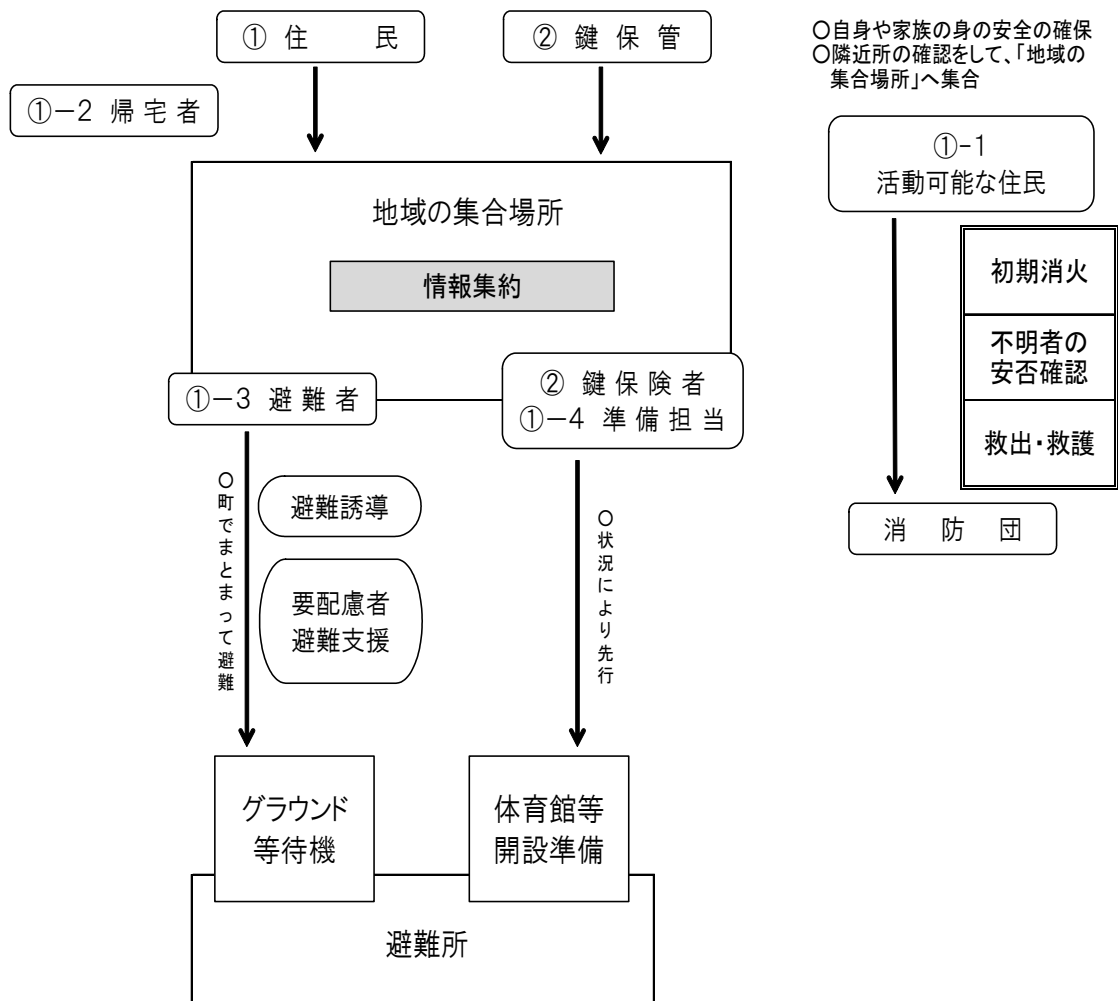 ① 住　　民
② 鍵 保 管
〇自身や家族の身の安全の確保
〇隣近所の確認をして、「地域の
集合場所」へ集合
①－２ 帰 宅 者
①-1
活動可能な住民
地域の集合場所
情報集約
初期消火
不明者の
安否確認
救出・救護
①－３ 避 難 者
② 鍵 保 険 者
①－４ 準 備 担 当
〇町でまとまって避難
避難誘導
要配慮者
避難支援
〇状況により先行
消　防　団
グラウンド
等待機
体育館等
開設準備
避難所